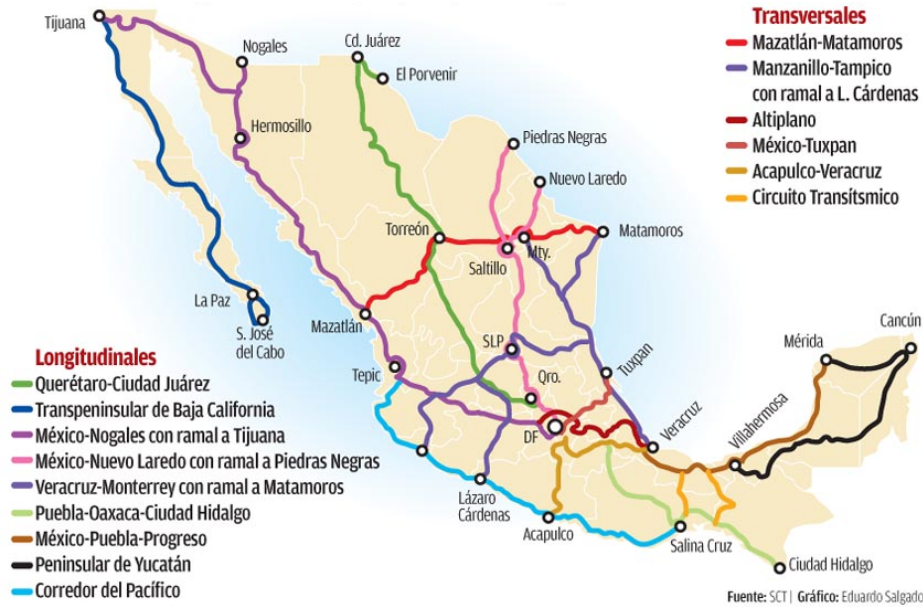 Tijuana
Nogales
Cd. Juárez
El Porvenir
Hermosillo
Piedras Negras
Nuevo Laredo
Torreón
Saltillo
Mty.
Matamoros
La Paz
S. José
del Cabo
Mazatlán
Tepic
SLP
Qro.
Tuxpan
DF
Veracruz
Villahermosa
Mérida
Cancún
Lázaro
Cárdenas
Acapulco
Salina Cruz
Ciudad Hidalgo
Transversales
Mazatlán-Matamoros
Manzanillo-Tampico
con ramal a L. Cárdenas
Altiplano
México-Tuxpan
Acapulco-Veracruz
Circuito Transítsmico
Longitudinales
Querétaro-Ciudad Juárez
Transpeninsular de Baja California
México-Nogales con ramal a Tijuana
México-Nuevo Laredo con ramal a Piedras Negras
Veracruz-Monterrey con ramal a Matamoros
Puebla-Oaxaca-Ciudad Hidalgo
México-Puebla-Progreso
Peninsular de Yucatán
Corredor del Pacífico
Fuente: SCT | Gráfico: Eduardo Salgado